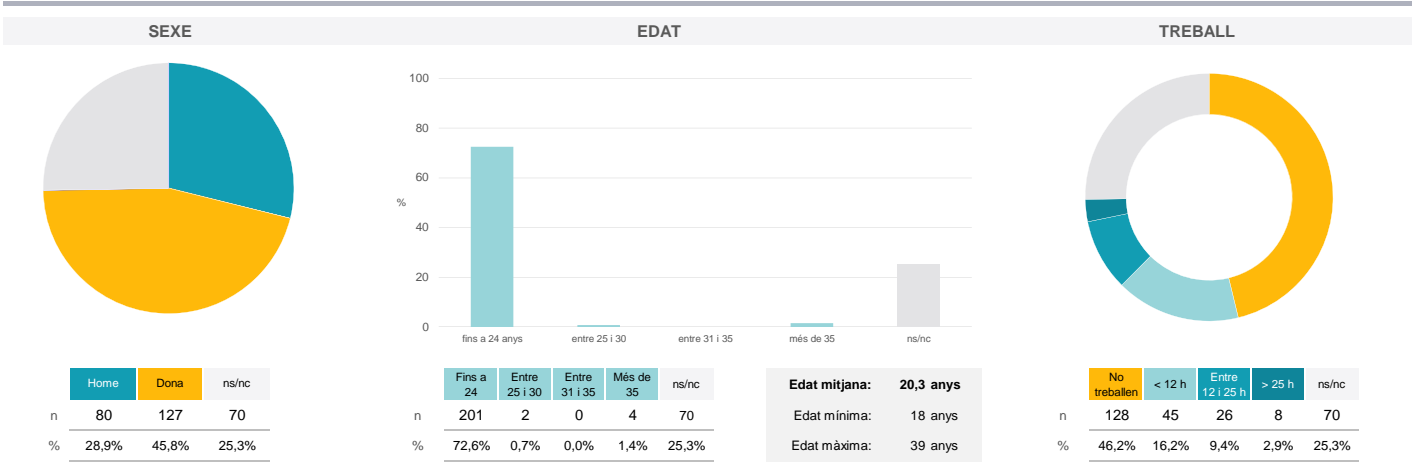 SEXE EDAT TREBALL
100
80
60
%
40
20
0
fins a 24 anys entre 25 i 30 entre 31 i 35 més de 35 ns/nc
Home Dona ns/nc
n 80 127 70
% 28,9% 45,8% 25,3%
Fins a 24 Entre 25 i 30 Entre 31 i 35 Més de 35 ns/nc
n 201 2 0 4 70
% 72,6% 0,7% 0,0% 1,4% 25,3%
Edat mitjana: 20,3 anys
Edat mínima: 18 anys
Edat màxima: 39 anys
No treballen < 12 h Entre 12 i 25 h > 25 h ns/nc
n 128 45 26 8 70
% 46,2% 16,2% 9,4% 2,9% 25,3%